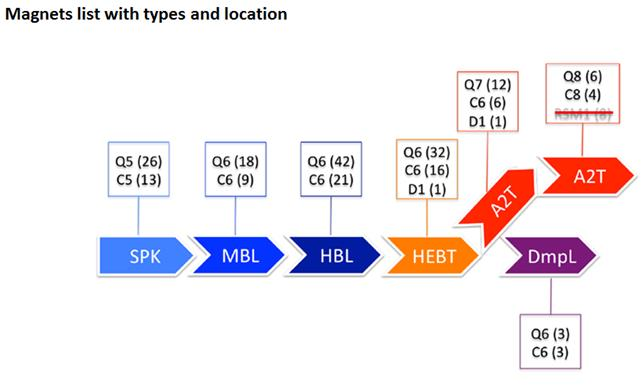 Magnets list with types and location
Q8 (6)
C8 (4)
RSM1 (8)
Q7 (12)
C6 (6)
D1 (1)
Q5 (26)
C5 (13)
Q6 (18)
C6 (9)
Q6 (42)
C6 (21)
Q6 (32)
C6 (16)
D1 (1)
A2T
A2T
SPK
MBL
HBL
HEBT
DmpL
Q6 (3)
C6 (3)